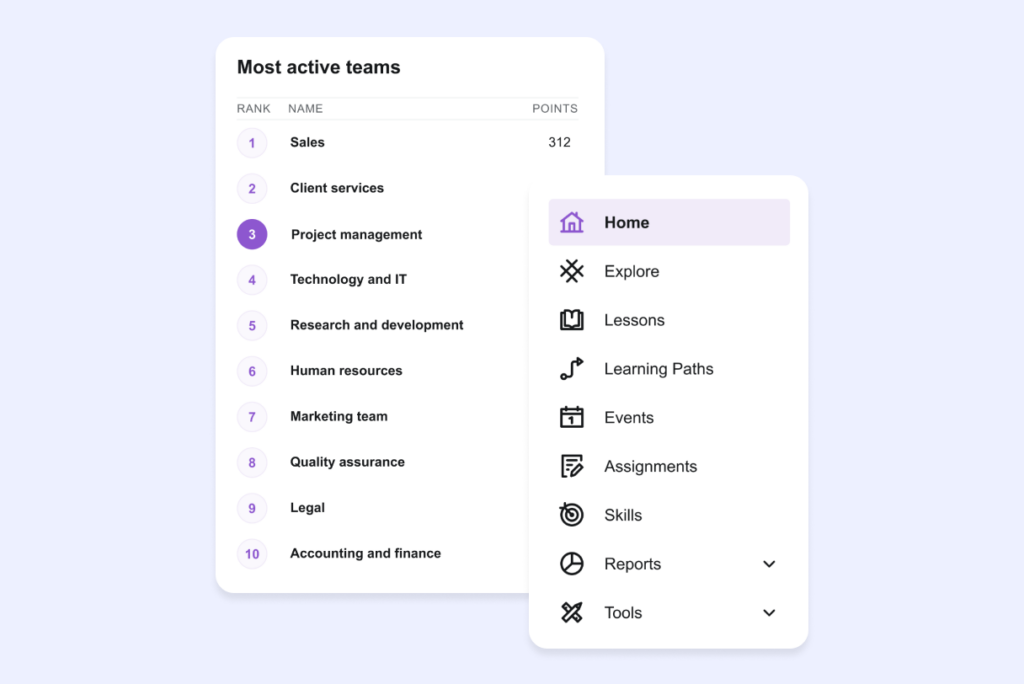 Most active teams
RANK NAME POINTS
1 Sales 312
2 Client services
3 Project management
4 Technology and IT
5 Research and development
6 Human resources
7 Marketing team
8 Quality assurance
9 Legal
10 Accounting and finance
Home
Explore
Lessons
Learning Paths
1 Events
Assignments
Skills
Reports
Tools